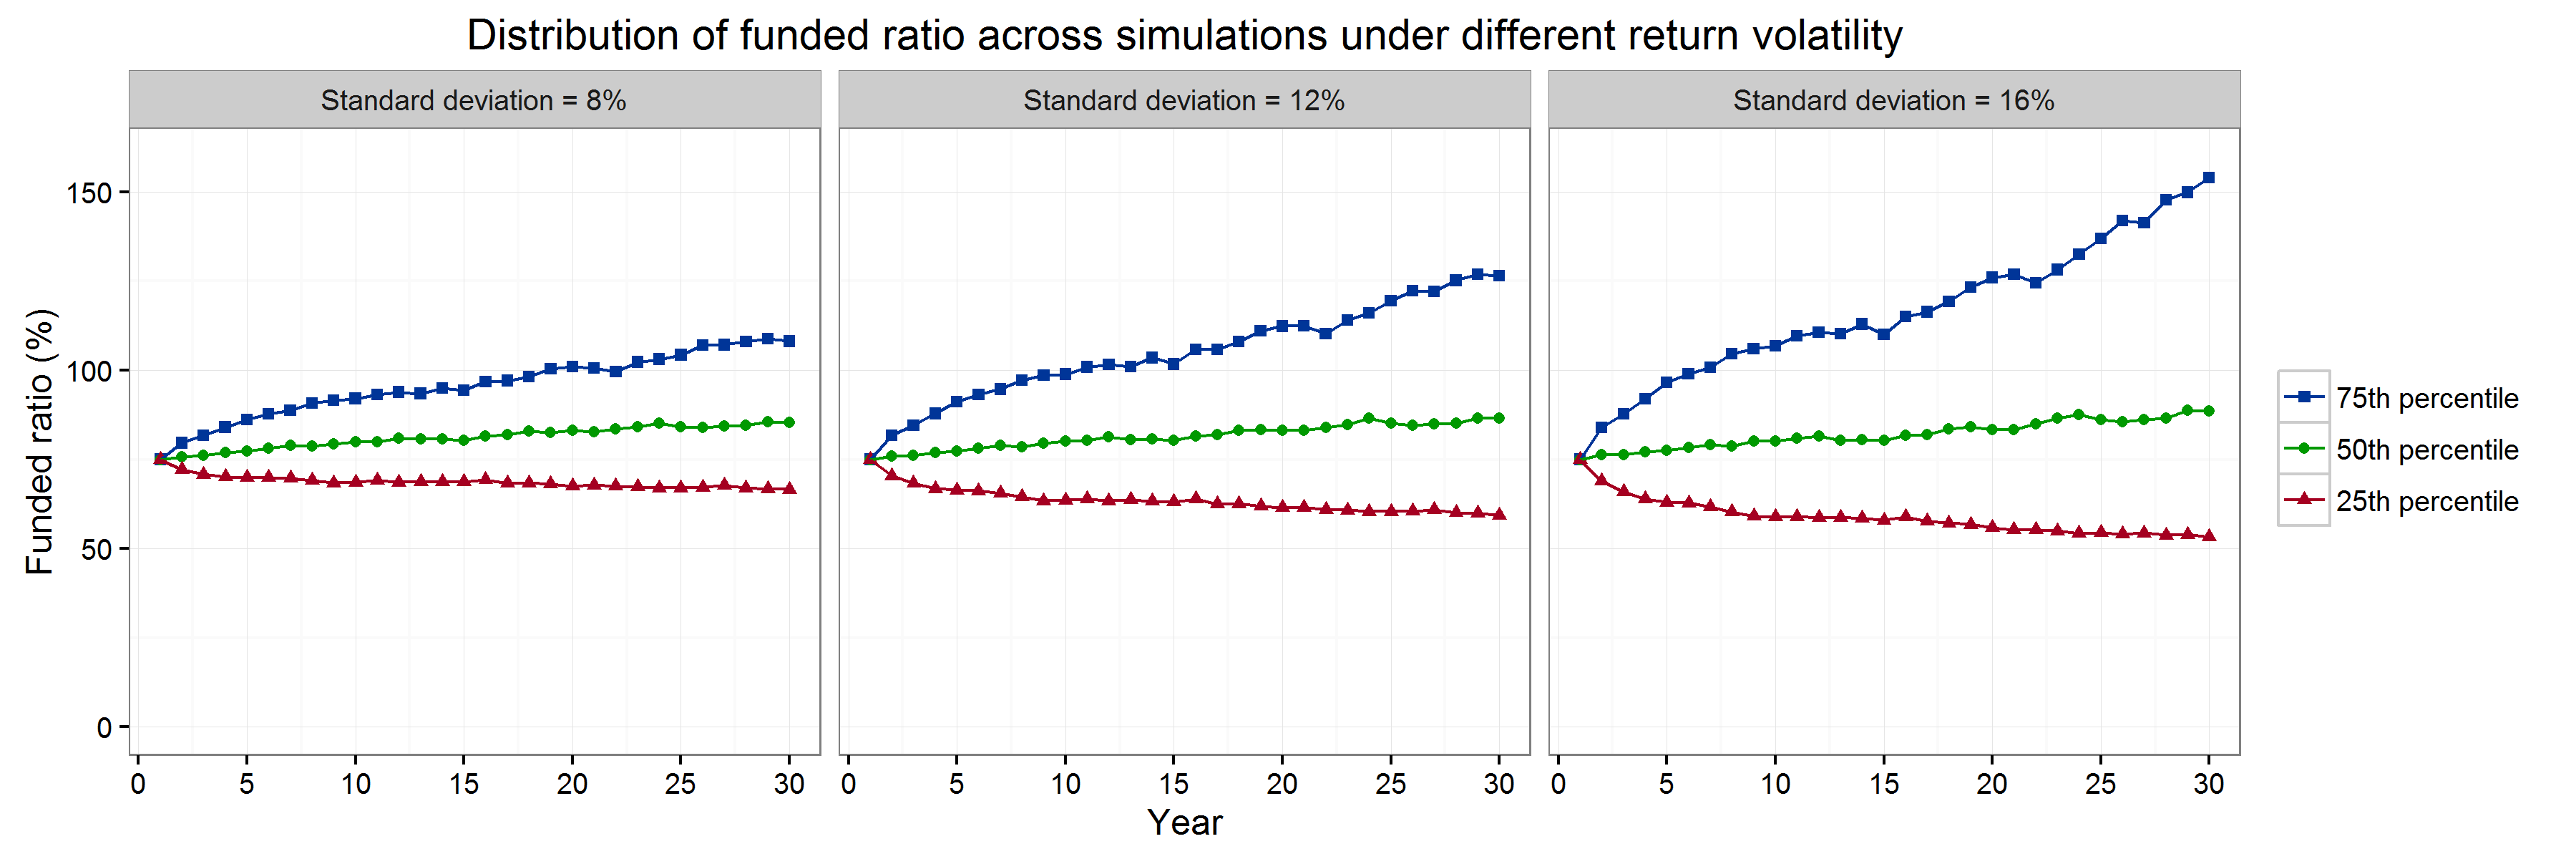 Distribution of funded ratio across simulations under different return volatility
Standard deviation = 8%
Standard deviation = 12%
Standard deviation = 16%
Funded ratio (%)
150
100
50
0
0 5 10 15 20 25 30
0 5 10 15 20 25 30
0 5 10 15 20 25 30
Year
75th percentile
50th percentile
25th percentile